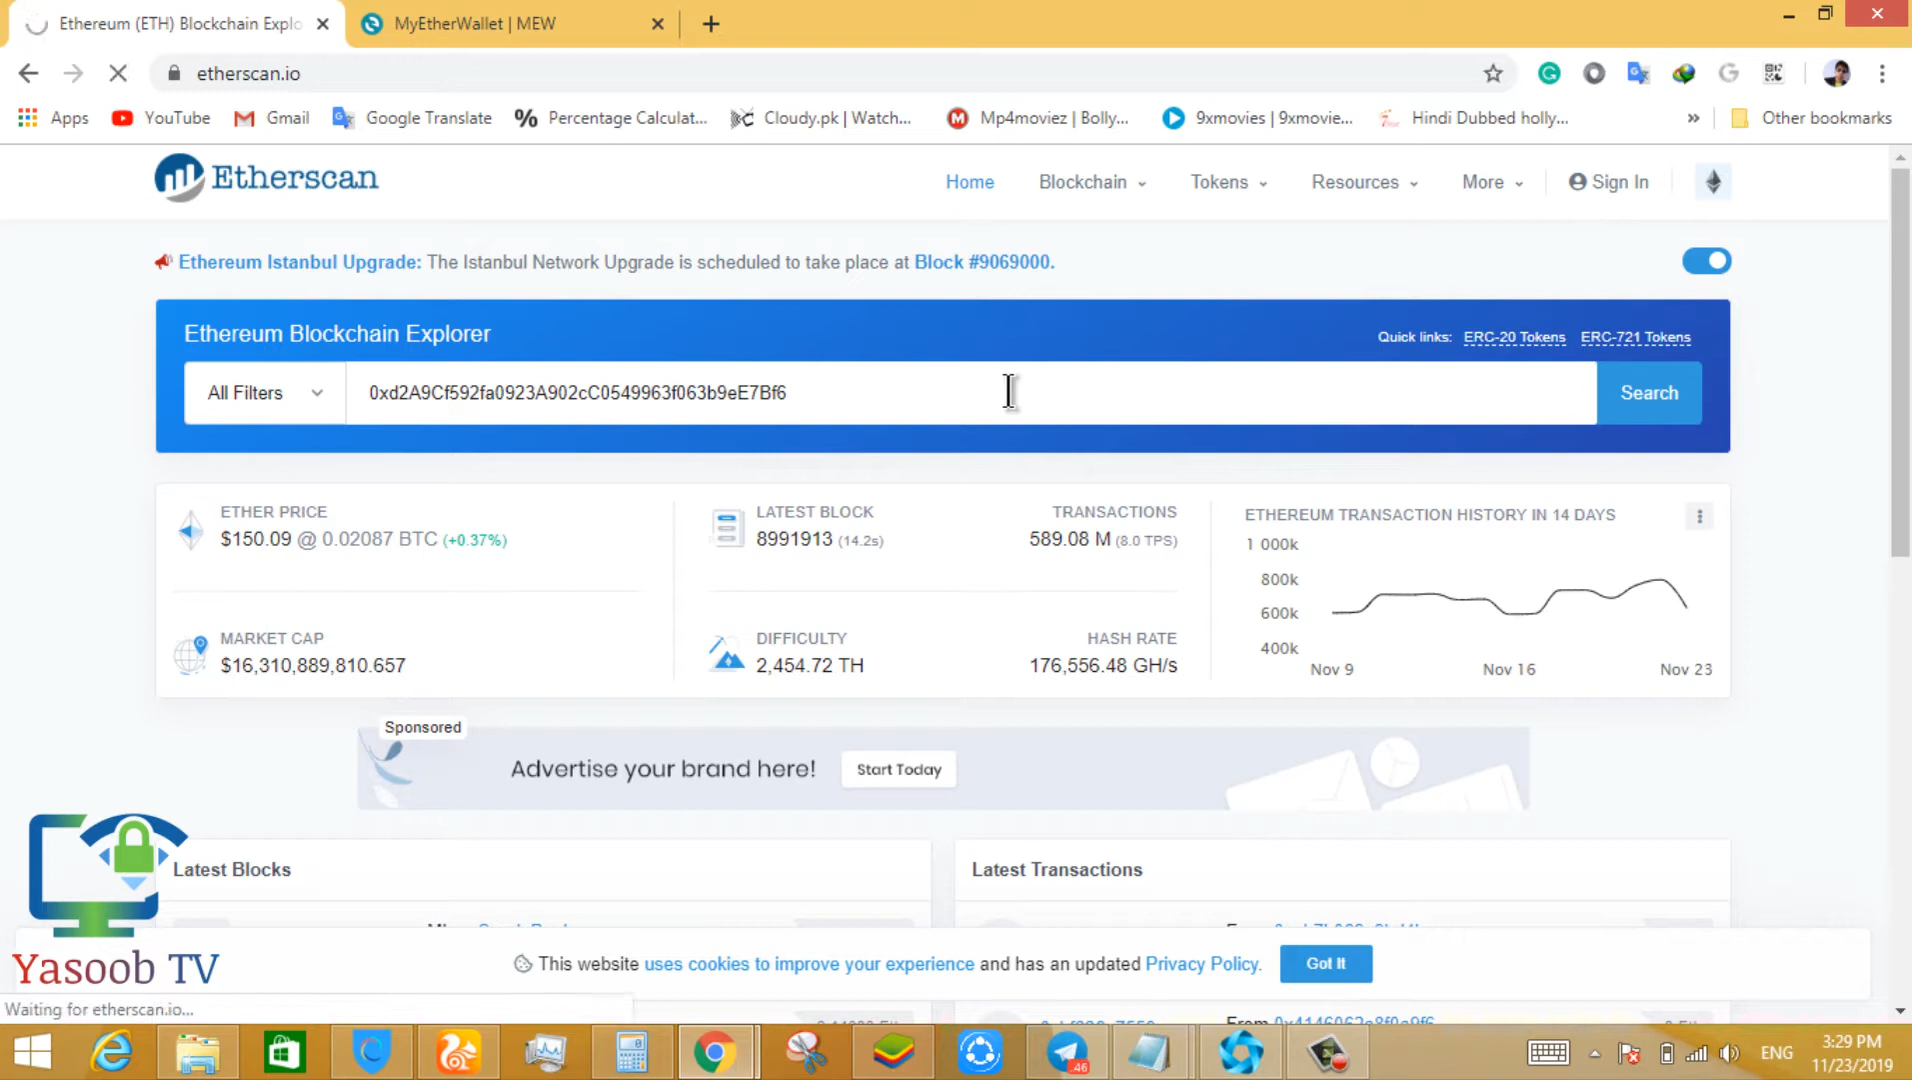 Ethereum (ETH) Blockchain Explo
MyEtherWallet | MEW
etherscan.io
Apps
YouTube
Gmail
Google Translate
Percentage Calculat...
Cloudy.pk | Watch...
Mp4moviez | Bolly...
9xmovies | 9xmovie...
Hindi Dubbed holly...
»
Other bookmarks
Etherscan
Home
Blockchain
Tokens
Resources
More
Sign In
Ethereum Istanbul Upgrade: The Istanbul Network Upgrade is scheduled to take place at Block #9069000.
Ethereum Blockchain Explorer
Quick links: ERC-20 Tokens ERC-721 Tokens
All Filters
0xd2A9Cf592fa0923A902cC0549963f063b9eE7Bf6
Search
ETHER PRICE
$150.09 @ 0.02087 BTC (+0.37%)
LATEST BLOCK
8991913 (14.2s)
TRANSACTIONS
589.08 M (8.0 TPS)
MARKET CAP
$16,310,889,810.657
DIFFICULTY
2,454.72 TH
HASH RATE
176,556.48 GH/s
ETHEREUM TRANSACTION HISTORY IN 14 DAYS
1 000k
800k
600k
400k
Nov 9
Nov 16
Nov 23
Sponsored
Advertise your brand here!
Start Today
Latest Blocks
Latest Transactions
Yasoob TV
This website uses cookies to improve your experience and has an updated Privacy Policy.
Got It
Waiting for etherscan.io...
From 0x4146062a8f9a9f6
46
ENG
3:29 PM
11/23/2019